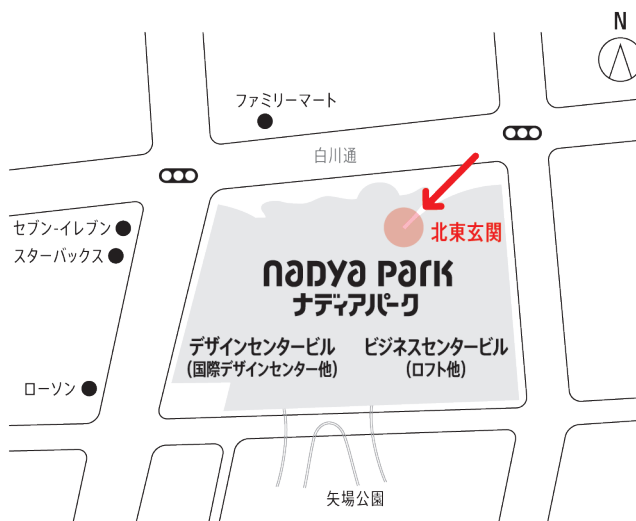 N
ファミリーマート
白川通
セブン-イレブン
スターバックス
北東玄関
nadya park
ナディアパーク
デザインセンタービル
(国際デザインセンター他)
ビジネスセンタービル
(ロフト他)
ローソン
矢場公園